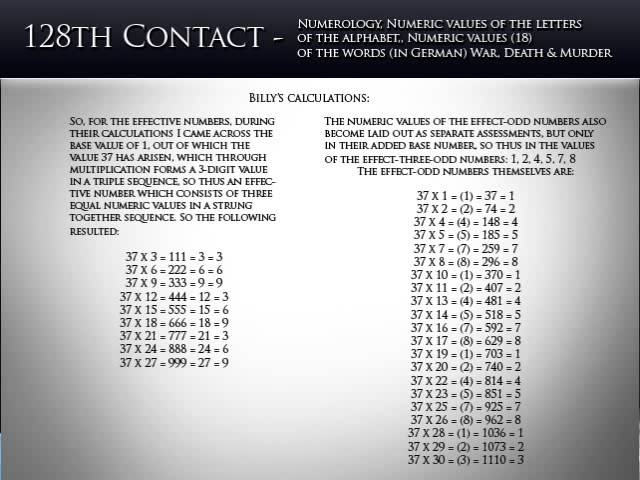 128th Contact -
Numerology, Numeric values of the letters
of the alphabet,, Numeric values (18)
of the words (in German) War, Death & Murder
Billy's calculations:
So, for the effective numbers, during
their calculations I came across the
base value of 1, out of which the
value 37 has arisen, which through
multiplication forms a 3-digit value
in a triple sequence, so thus an effec-
tive number which consists of three
equal numeric values in a strung
together sequence. So the following
resulted:
37 x 3 = 111 = 3 = 3
37 x 6 = 222 = 6 = 6
37 x 9 = 333 = 9 = 9
37 x 12 = 444 = 12 = 3
37 x 15 = 555 = 15 = 6
37 x 18 = 666 = 18 = 9
37 x 21 = 777 = 21 = 3
37 x 24 = 888 = 24 = 6
37 x 27 = 999 = 27 = 9
The numeric values of the effect-odd numbers also
become laid out as separate assessments, but only
in their added base number, so thus in the values
of the effect-three-odd numbers: 1, 2, 4, 5, 7, 8
The effect-odd numbers themselves are:
37 x 1 = (1) = 37 = 1
37 x 2 = (2) = 74 = 2
37 x 4 = (4) = 148 = 4
37 x 5 = (5) = 185 = 5
37 x 7 = (7) = 259 = 7
37 x 8 = (8) = 296 = 8
37 x 10 = (1) = 370 = 1
37 x 11 = (2) = 407 = 2
37 x 13 = (4) = 481 = 4
37 x 14 = (5) = 518 = 5
37 x 16 = (7) = 592 = 7
37 x 17 = (8) = 629 = 8
37 x 19 = (1) = 703 = 1
37 x 20 = (2) = 740 = 2
37 x 22 = (4) = 814 = 4
37 x 23 = (5) = 851 = 5
37 x 25 = (7) = 925 = 7
37 x 26 = (8) = 962 = 8
37 x 28 = (1) = 1036 = 1
37 x 29 = (2) = 1073 = 2
37 x 30 = (3) = 1110 = 3